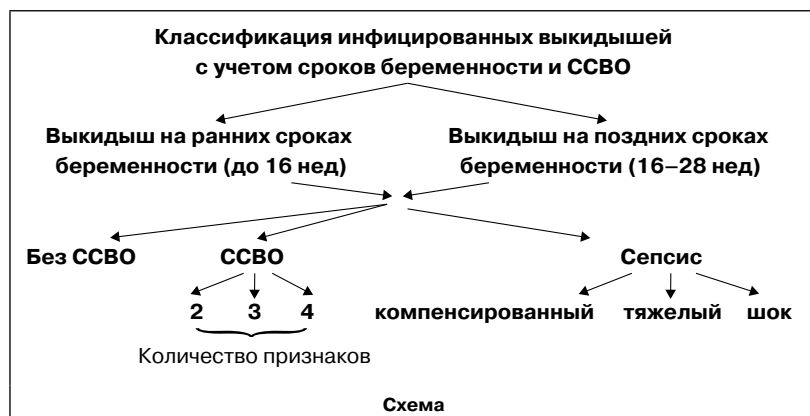 Классификация инфицированных выкидышей
с учетом сроков беременности и ССВО
Выкидыш на ранних сроках
беременности (до 16 нед)
Выкидыш на поздних сроках
беременности (16–28 нед)
Без ССВО
ССВО
Сепсис
2 3 4
компенсированный тяжелый шок
Количество признаков
Схема